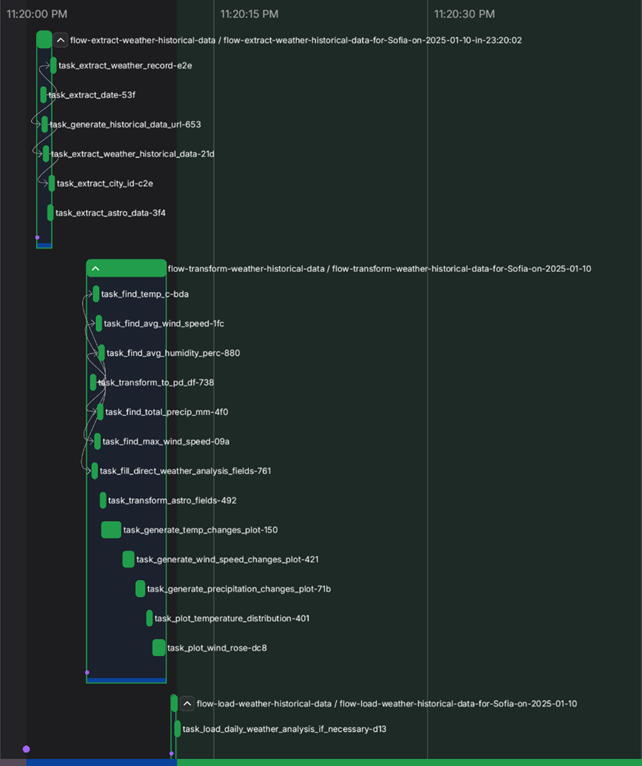 11:20:00 PM 11:20:15 PM 11:20:30 PM
flow-extract-weather-historical-data / flow-extract-weather-historical-data-for-Sofia-on-2025-01-10-in-23:20:02
task_extract_weather_record-e2e
task_extract_date-53f
task_generate_historical_data_url-653
task_extract_weather_historical_data-21d
task_extract_city_id-c2e
task_extract_astro_data-3f4
flow-transform-weather-historical-data / flow-transform-weather-historical-data-for-Sofia-on-2025-01-10
task_find_temp_c-bda
task_find_avg_wind_speed-1fc
task_find_avg_humidity_perc-880
task_transform_to_pd_df-738
task_find_total_precip_mm-4f0
task_find_max_wind_speed-09a
task_fill_direct_weather_analysis_fields-761
task_transform_astro_fields-492
task_generate_temp_changes_plot-150
task_generate_wind_speed_changes_plot-421
task_generate_precipitation_changes_plot-71b
task_plot_temperature_distribution-401
task_plot_wind_rose-dc8
flow-load-weather-historical-data / flow-load-weather-historical-data-for-Sofia-on-2025-01-10
task_load_daily_weather_analysis_if_necessary-d13